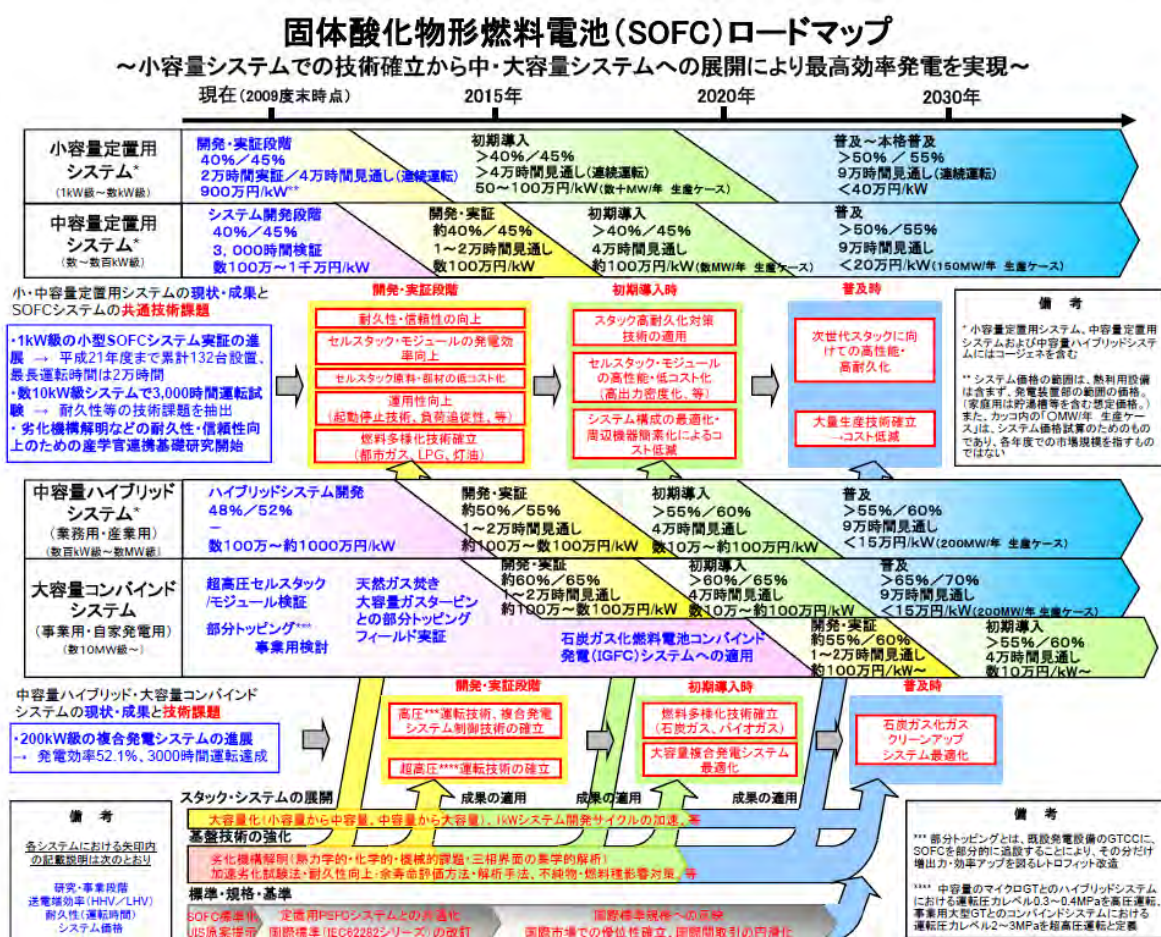 固体酸化物形燃料電池(SOFC)ロードマップ
～小容量システムでの技術確立から中・大容量システムへの展開により最高効率発電を実現～
現在(2009度末時点)
2015年
2020年
2030年
小容量定置用
システム*
(1kW級～数kW級)
開発・実証段階
40%/45%
2万時間実証/4万時間見通し(連続運転)
900万円/kW**
初期導入
>40%/45%
>4万時間見通し(連続運転)
50～100万円/kW(数十MW/年 生産ケース)
普及～本格普及
>50%/55%
9万時間見通し(連続運転)
<40万円/kW
中容量定置用
システム*
(数～数百kW級)
システム開発段階
40%/45%
3,000時間検証
数100万～1千万円/kW
開発・実証
約40%/45%
1～2万時間見通し
数100万円/kW
初期導入
>40%/45%
4万時間見通し
約100万円/kW(数MW/年 生産ケース)
普及
>50%/55%
9万時間見通し
<20万円/kW(150MW/年 生産ケース)
小・中容量定置用システムの現状・成果と
SOFCシステムの共通技術課題
・1kW級の小型SOFCシステム実証の進
展 → 平成21年度まで累計132台設置、
最長運転時間は2万時間
・数10kW級システムで3,000時間運転試
験 → 耐久性等の技術課題を抽出
・劣化機構解明などの耐久性・信頼性向
上のための産学官連携基礎研究開始
開発・実証段階
耐久性・信頼性の向上
セルスタック・モジュールの発電効
率向上
セルスタック原料・部材の低コスト化
運用性向上
(起動停止技術、負荷追従性、等)
燃料多様化技術確立
(都市ガス、LPG、灯油)
初期導入時
スタック高耐久化対策
技術の適用
セルスタック・モジュール
の高性能・低コスト化
(高出力密度化、等)
システム構成の最適化・
周辺機器簡素化によるコ
スト低減
普及時
次世代スタックに向
けての高性能・
高耐久化
大量生産技術確立
→コスト低減
備 考
* 小容量定置用システム、中容量定置用
システムおよび中容量ハイブリッドシステ
ムにはコージェネを含む
** システム価格の範囲は、熱利用設備
は含まず、発電装置部の範囲の価格。
(家庭用は貯湯槽等を含む想定価格。)
また、カッコ内の「○MW/年 生産ケー
ス」は、システム価格試算のためのもの
であり、各年度での市場規模を指すもの
ではない
中容量ハイブリッド
システム*
(業務用・産業用)
(数百kW級～数MW級)
ハイブリッドシステム開発
48%/52%
－
数100万～約1000万円/kW
開発・実証
約50%/55%
1～2万時間見通し
約100万～数100万円/kW
初期導入
>55%/60%
4万時間見通し
数10万～約100万円/kW
普及
>55%/60%
9万時間見通し
<15万円/kW(200MW/年 生産ケース)
大容量コンバインド
システム
(事業用・自家発電用)
(数10MW級～)
超高圧セルスタック
/モジュール検証
部分トッピング***
事業用検討
天然ガス焚き
大容量ガスタービン
との部分トッピング
フィールド実証
開発・実証
約60%/65%
1～2万時間見通し
約100万～数100万円/kW
初期導入
>60%/65%
4万時間見通し
数10万～約100万円/kW
普及
>65%/70%
9万時間見通し
<15万円/kW(200MW/年 生産ケース)
石炭ガス化燃料電池コンバインド
発電(IGFC)システムへの適用
開発・実証
約55%/60%
1～2万時間見通し
約100万円/kW～
初期導入
>55%/60%
4万時間見通し
数10万円/kW～
中容量ハイブリッド・大容量コンバインド
システムの現状・成果と技術課題
・200kW級の複合発電システムの進展
→ 発電効率52.1%、3000時間運転達成
開発・実証段階
高圧***運転技術、複合発電
システム制御技術の確立
超高圧****運転技術の確立
初期導入時
燃料多様化技術確立
(石炭ガス、バイオガス)
大容量複合発電システム
最適化
普及時
石炭ガス化ガス
クリーンアップ
システム最適化
スタック・システムの展開
成果の適用
成果の適用
成果の適用
大容量化(小容量から中容量、中容量から大容量)、1kWシステム開発サイクルの加速、等
基盤技術の強化
劣化機構解明(熱力学的・化学的・機械的課題・三相界面の集学的解析)
加速劣化試験法・耐久性向上・余寿命評価方法・解析手法、不純物・燃料種影響対策、等
標準・規格・基準
SOFC標準化
JIS原案提示
定置用PEFCシステムとの共通化
国際標準(IEC62282シリーズ)の改訂
国際標準規格への反映
国際市場での優位性確立、国際間取引の円滑化
備 考
各システムにおける矢印内
の記載説明は次のとおり
研究・事業段階
送電端効率(HHV/LHV)
耐久性(運転時間)
システム価格
備 考
*** 部分トッピングとは、既設発電設備のGTCCに、
SOFCを部分的に追設することにより、その分だけ
増出力・効率アップを図るレトロフィット改造
**** 中容量のマイクロGTとのハイブリッドシステム
における運転圧力レベル0.3～0.4MPaを高圧運転、
事業用大型GTとのコンバインドシステムにおける
運転圧力レベル2～3MPaを超高圧運転と定義